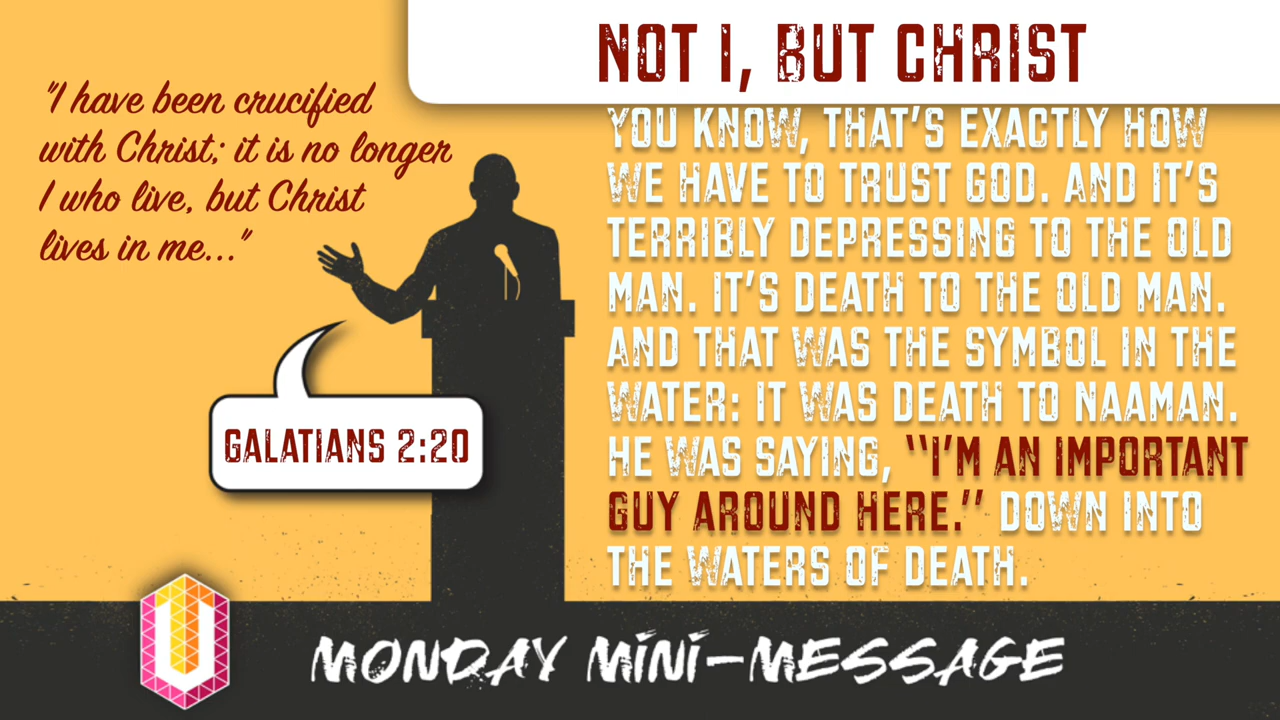 NOT I, BUT CHRIST
"I have been crucified
with Christ; it is no longer
I who live, but Christ
lives in me..."
GALATIANS 2:20
YOU KNOW, THAT'S EXACTLY HOW
WE HAVE TO TRUST GOD. AND IT'S
TERRIBLY DEPRESSING TO THE OLD
MAN. IT'S DEATH TO THE OLD MAN.
AND THAT WAS THE SYMBOL IN THE
WATER: IT WAS DEATH TO NAAMAN.
HE WAS SAYING, "I'M AN IMPORTANT
GUY AROUND HERE." DOWN INTO
THE WATERS OF DEATH.
U
MONDAY MINI-MESSAGE